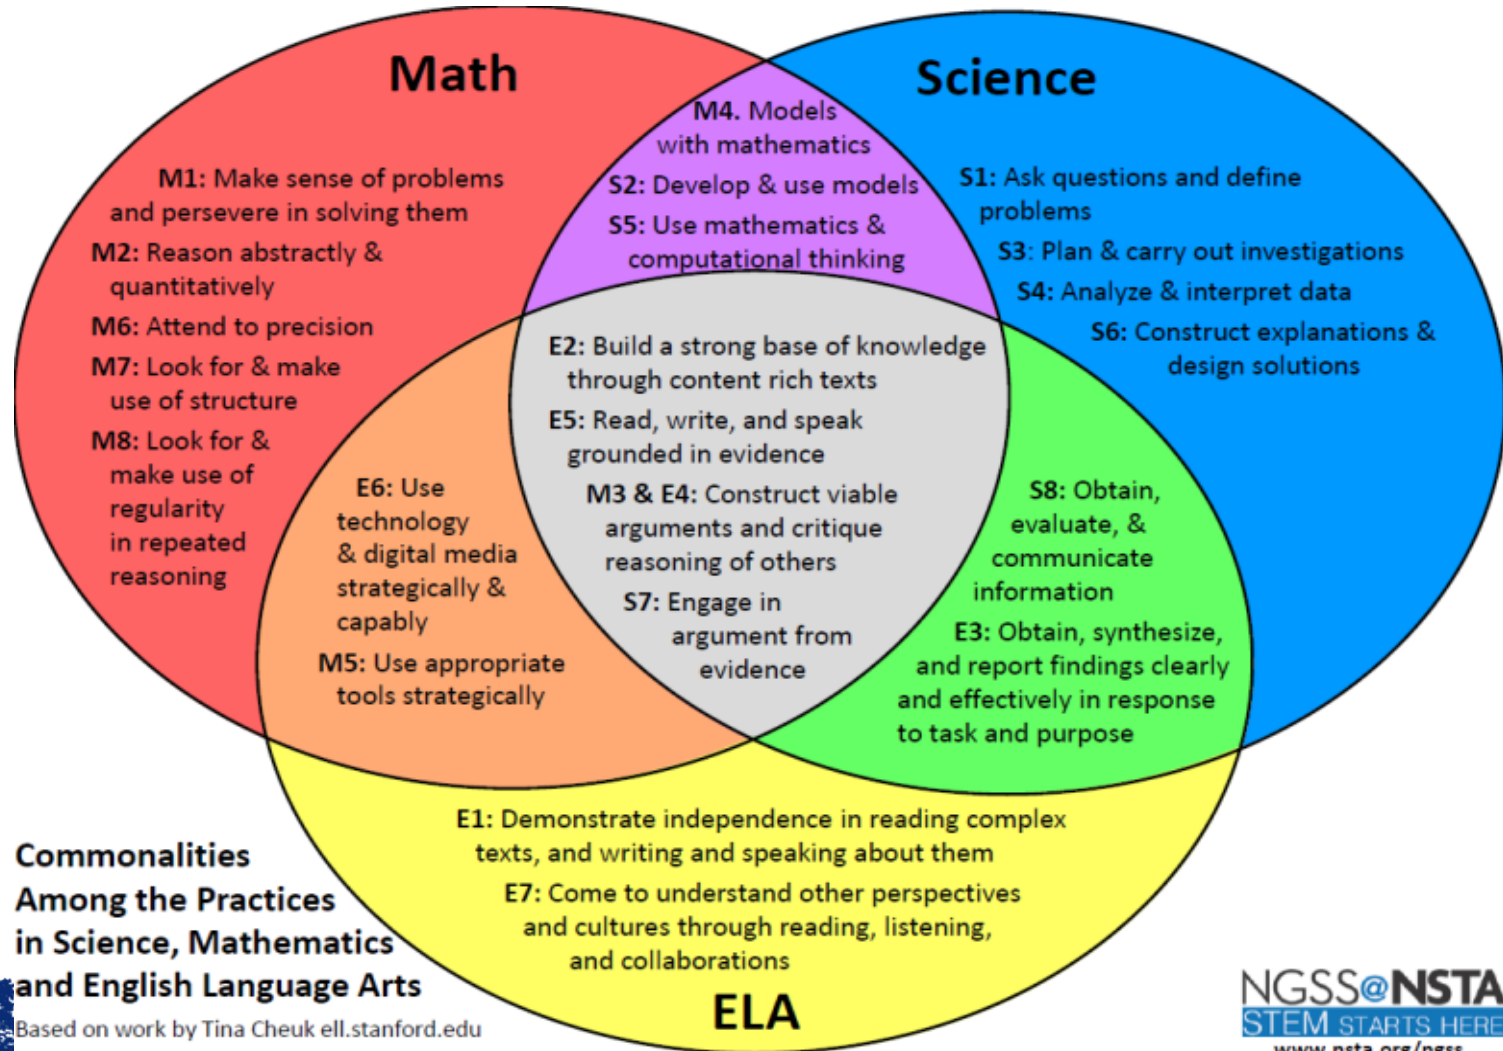 Math
Science
M1: Make sense of problems
and persevere in solving them
M2: Reason abstractly &
quantitatively
M6: Attend to precision
M7: Look for & make
use of structure
M8: Look for &
make use of
regularity
in repeated
reasoning
M4. Models
with mathematics
S2: Develop & use models
S5: Use mathematics &
computational thinking
S1: Ask questions and define
problems
S3: Plan & carry out investigations
S4: Analyze & interpret data
S6: Construct explanations &
design solutions
E2: Build a strong base of knowledge
through content rich texts
E5: Read, write, and speak
grounded in evidence
M3 & E4: Construct viable
arguments and critique
reasoning of others
S7: Engage in
argument from
evidence
E6: Use
technology
& digital media
strategically &
capably
M5: Use appropriate
tools strategically
S8: Obtain,
evaluate, &
communicate
information
E3: Obtain, synthesize,
and report findings clearly
and effectively in response
to task and purpose
E1: Demonstrate independence in reading complex
texts, and writing and speaking about them
E7: Come to understand other perspectives
and cultures through reading, listening,
and collaborations
ELA
Commonalities
Among the Practices
in Science, Mathematics
and English Language Arts
Based on work by Tina Cheuk ell.stanford.edu
NGSS@NSTA
STEM STARTS HERE
www.nsta.org/ngss